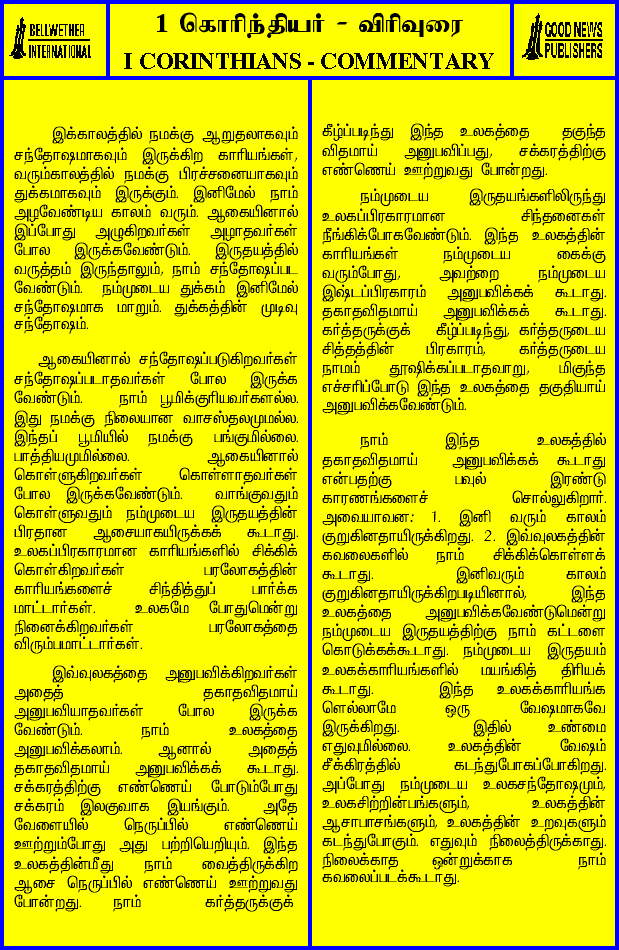 BELLWETHER
INTERNATIONAL
1 கொரிந்தியர் - விரிவுரை
I CORINTHIANS - COMMENTARY
GOOD NEWS
PUBLISHERS
இக்காலத்தில் நமக்கு ஆறுதலாகவும்
சந்தோஷமாகவும் இருக்கிற காரியங்கள்,
வரும்காலத்தில் நமக்கு பிரச்சனையாகவும்
துக்கமாகவும் இருக்கும். இனிமேல் நாம்
அழவேண்டிய காலம் வரும். ஆகையினால்
இப்போது அழுகிறவர்கள் அழாதவர்கள்
போல இருக்கவேண்டும். இருதயத்தில்
வருத்தம் இருந்தாலும், நாம் சந்தோஷப்பட
வேண்டும். நம்முடைய துக்கம் இனிமேல்
சந்தோஷமாக மாறும். துக்கத்தின் முடிவு
சந்தோஷம்.
ஆகையினால் சந்தோஷப்படுகிறவர்கள்
சந்தோஷப்படாதவர்கள் போல இருக்க
வேண்டும். நாம் பூமிக்குரியவர்களல்ல.
இது நமக்கு நிலையான வாசஸ்தலமுமல்ல.
இந்தப் பூமியில் நமக்கு பங்குமில்லை.
பாத்தியமுமில்லை. ஆகையினால்
கொள்ளுகிறவர்கள் கொள்ளாதவர்கள்
போல இருக்கவேண்டும். வாங்குவதும்
கொள்ளுவதும் நம்முடைய இருதயத்தின்
பிரதான ஆசையாகயிருக்கக் கூடாது.
உலகப்பிரகாரமான காரியங்களில் சிக்கிக்
கொள்கிறவர்கள் பரலோகத்தின்
காரியங்களைச் சிந்தித்துப் பார்க்க
மாட்டார்கள். உலகமே போதுமென்று
நினைக்கிறவர்கள் பரலோகத்தை
விரும்பமாட்டார்கள்.
இவ்வுலகத்தை அனுபவிக்கிறவர்கள்
அதைத் தகாதவிதமாய்
அனுபவியாதவர்கள் போல இருக்க
வேண்டும். நாம் உலகத்தை
அனுபவிக்கலாம். ஆனால் அதைத்
தகாதவிதமாய் அனுபவிக்கக் கூடாது.
சக்கரத்திற்கு எண்ணெய் போடும்போது
சக்கரம் இலகுவாக இயங்கும். அதே
வேளையில் நெருப்பில் எண்ணெய்
ஊற்றும்போது அது பற்றியெறியும். இந்த
உலகத்தின்மீது நாம் வைத்திருக்கிற
ஆசை நெருப்பில் எண்ணெய் ஊற்றுவது
போன்றது. நாம் கர்த்தருக்குக்
கீழ்ப்படிந்து இந்த உலகத்தை தகுந்த
விதமாய் அனுபவிப்பது, சக்கரத்திற்கு
எண்ணெய் ஊற்றுவது போன்றது.
நம்முடைய இருதயங்களிலிருந்து
உலகப்பிரகாரமான சிந்தனைகள்
நீங்கிப்போகவேண்டும். இந்த உலகத்தின்
காரியங்கள் நம்முடைய கைக்கு
வரும்போது, அவற்றை நம்முடைய
இஷ்டப்பிரகாரம் அனுபவிக்கக் கூடாது.
தகாதவிதமாய் அனுபவிக்கக் கூடாது.
கர்த்தருக்குக் கீழ்ப்படிந்து, கர்த்தருடைய
சித்தத்தின் பிரகாரம், கர்த்தருடைய
நாமம் தூஷிக்கப்படாதவாறு, மிகுந்த
எச்சரிப்போடு இந்த உலகத்தை தகுதியாய்
அனுபவிக்கவேண்டும்.
நாம் இந்த உலகத்தில்
தகாதவிதமாய் அனுபவிக்கக் கூடாது
என்பதற்கு பவுல் இரண்டு
காரணங்களைச் சொல்லுகிறார்.
அவையாவன: 1. இனி வரும் காலம்
குறுகினதாயிருக்கிறது. 2. இவ்வுலகத்தின்
கவலைகளில் நாம் சிக்கிக்கொள்ளக்
கூடாது. இனிவரும் காலம்
குறுகினதாயிருக்கிறபடியினால், இந்த
உலகத்தை அனுபவிக்கவேண்டுமென்று
நம்முடைய இருதயத்திற்கு நாம் கட்டளை
கொடுக்கக்கூடாது. நம்முடைய இருதயம்
உலகக்காரியங்களில் மயங்கித் திரியக்
கூடாது. இந்த உலகக்காரியங்க
ளெல்லாமே ஒரு வேஷமாகவே
இருக்கிறது. இதில் உண்மை
எதுவுமில்லை. உலகத்தின் வேஷம்
சீக்கிரத்தில் கடந்துபோகப்போகிறது.
அப்போது நம்முடைய உலகசந்தோஷமும்,
உலகசிற்றின்பங்களும், உலகத்தின்
ஆசாபாசங்களும், உலகத்தின் உறவுகளும்
கடந்துபோகும். எதுவும் நிலைத்திருக்காது.
நிலைக்காத ஒன்றுக்காக நாம்
கவலைப்படக்கூடாது.